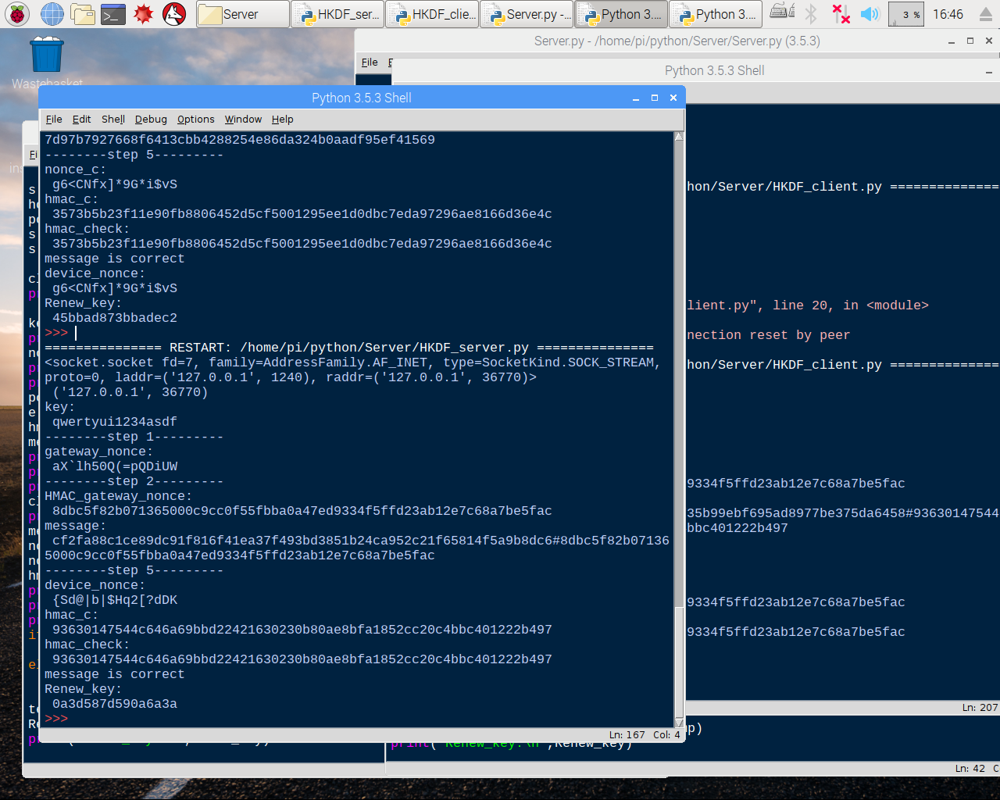 Server
HKDF_ser...
HKDF_clie...
Server.py -...
Python 3....
Python 3....
3 %
16:46
Wastebasket
Server.py - /home/pi/python/Server/Server.py (3.5.3)
File
Python 3.5.3 Shell
Python 3.5.3 Shell
File Edit Shell Debug Options Window Help
7d97b7927668f6413cbb4288254e86da324b0aadf95ef41569
--------step 5---------
nonce_c:
g6<CNfx]*9G*i$vS
hmac_c:
3573b5b23f11e90fb8806452d5cf5001295ee1d0dbc7eda97296ae8166d36e4c
hmac_check:
3573b5b23f11e90fb8806452d5cf5001295ee1d0dbc7eda97296ae8166d36e4c
message is correct
device_nonce:
g6<CNfx]*9G*i$vS
Renew_key:
45bbad873bbadec2
>>>
=============== RESTART: /home/pi/python/Server/HKDF_server.py ===============
<socket.socket fd=7, family=AddressFamily.AF_INET, type=SocketKind.SOCK_STREAM,
proto=0, laddr=('127.0.0.1', 1240), raddr=('127.0.0.1', 36770)>
('127.0.0.1', 36770)
key:
qwertyui1234asdf
--------step 1---------
gateway_nonce:
aX`lh50Q(=pQDiUW
--------step 2---------
HMAC_gateway_nonce:
8dbc5f82b071365000c9cc0f55fbba0a47ed9334f5ffd23ab12e7c68a7be5fac
message:
cf2fa88c1ce89dc91f816f41ea37f493bd3851b24ca952c21f65814f5a9b8dc6#8dbc5f82b07136
5000c9cc0f55fbba0a47ed9334f5ffd23ab12e7c68a7be5fac
--------step 5---------
device_nonce:
{Sd@|b|$Hq2[?dDK
hmac_c:
93630147544c646a69bbd22421630230b80ae8bfa1852cc20c4bbc401222b497
hmac_check:
93630147544c646a69bbd22421630230b80ae8bfa1852cc20c4bbc401222b497
message is correct
Renew_key:
0a3d587d590a6a3a
>>>
Ln: 167 Col: 4
hon/Server/HKDF_client.py ==============
lient.py", line 20, in <module>
nection reset by peer
hon/Server/HKDF_client.py ==============
9334f5ffd23ab12e7c68a7be5fac
35b99ebf695ad8977be375da6458#93630147544
bbc401222b497
9334f5ffd23ab12e7c68a7be5fac
9334f5ffd23ab12e7c68a7be5fac
Ln: 207
print("Renew_key:\n",Renew_key)
Ln: 42 C